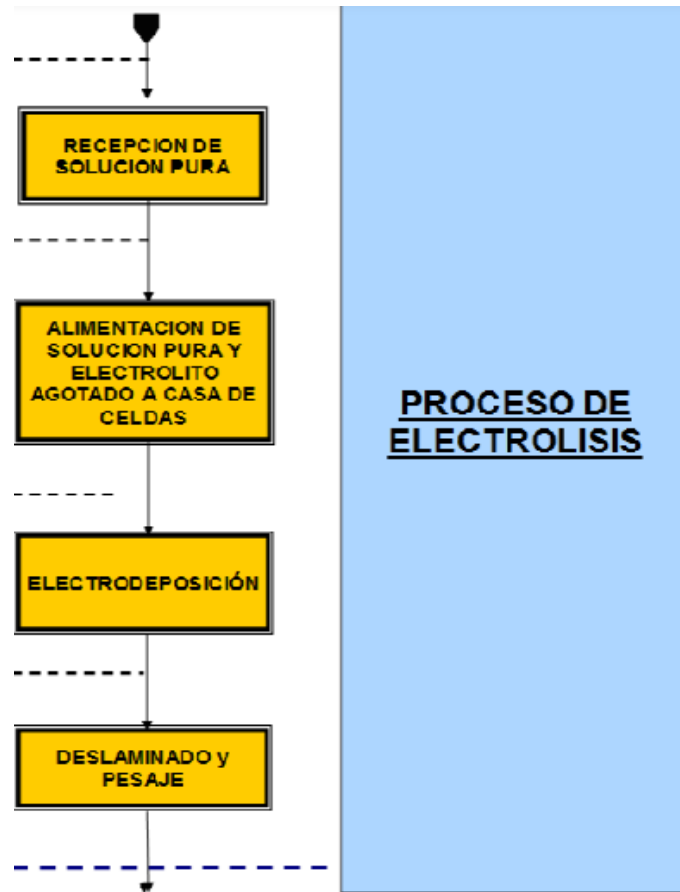 RECEPCION DE
SOLUCION PURA
ALIMENTACION DE
SOLUCION PURA Y
ELECTROLITO
AGOTADO A CASA DE
CELDAS
PROCESO DE
ELECTROLISIS
ELECTRODEPOSICIÓN
DESLAMINADO y
PESAJE